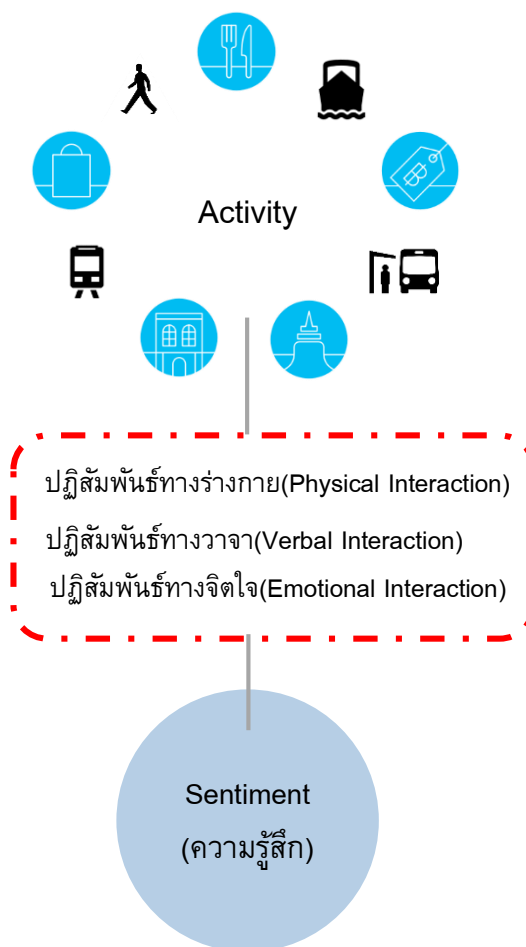 Activity
ปฏิสัมพันธ์ทางร่างกาย(Physical Interaction)
ปฏิสัมพันธ์ทางวาจา(Verbal Interaction)
ปฏิสัมพันธ์ทางจิตใจ(Emotional Interaction)
Sentiment
(ความรู้สึก)